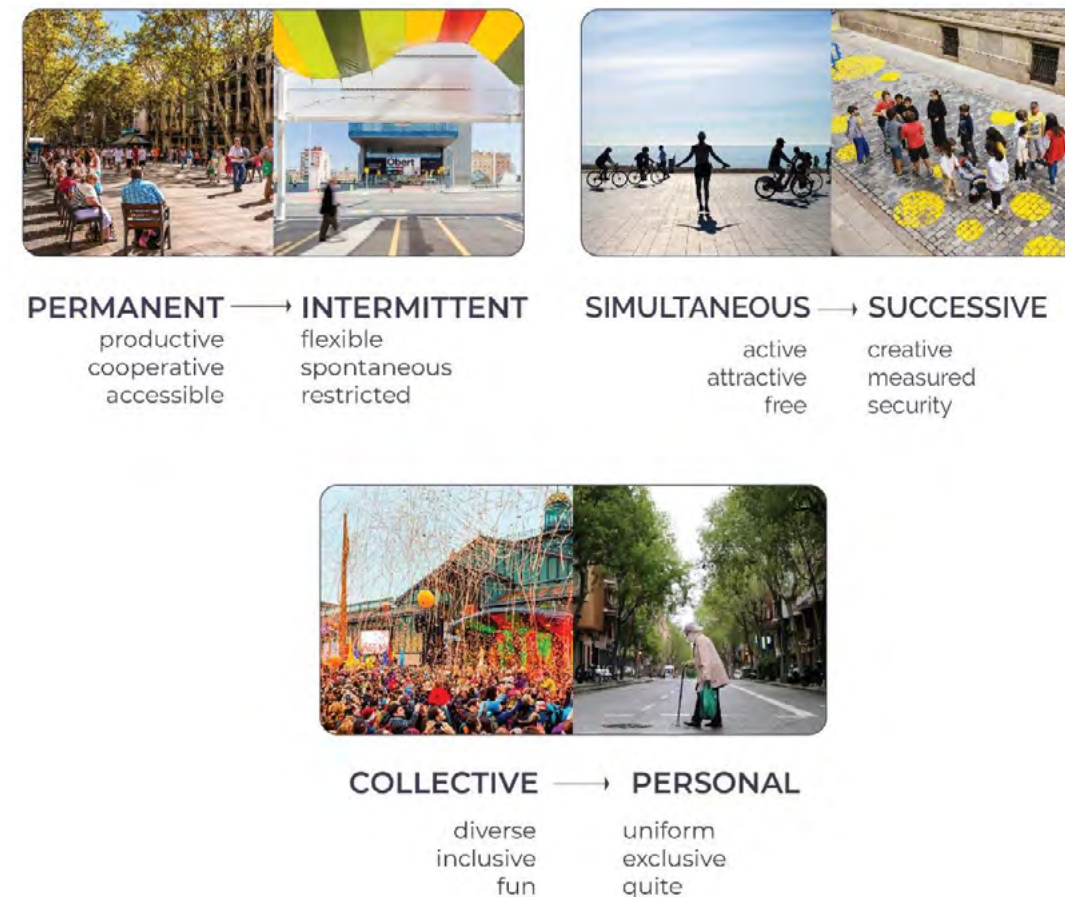 Obert
PERMANENT → INTERMITTENT
productive flexible
cooperative spontaneous
accessible restricted
SIMULTANEOUS → SUCCESSIVE
active creative
attractive measured
free security
COLLECTIVE → PERSONAL
diverse uniform
inclusive exclusive
fun quite